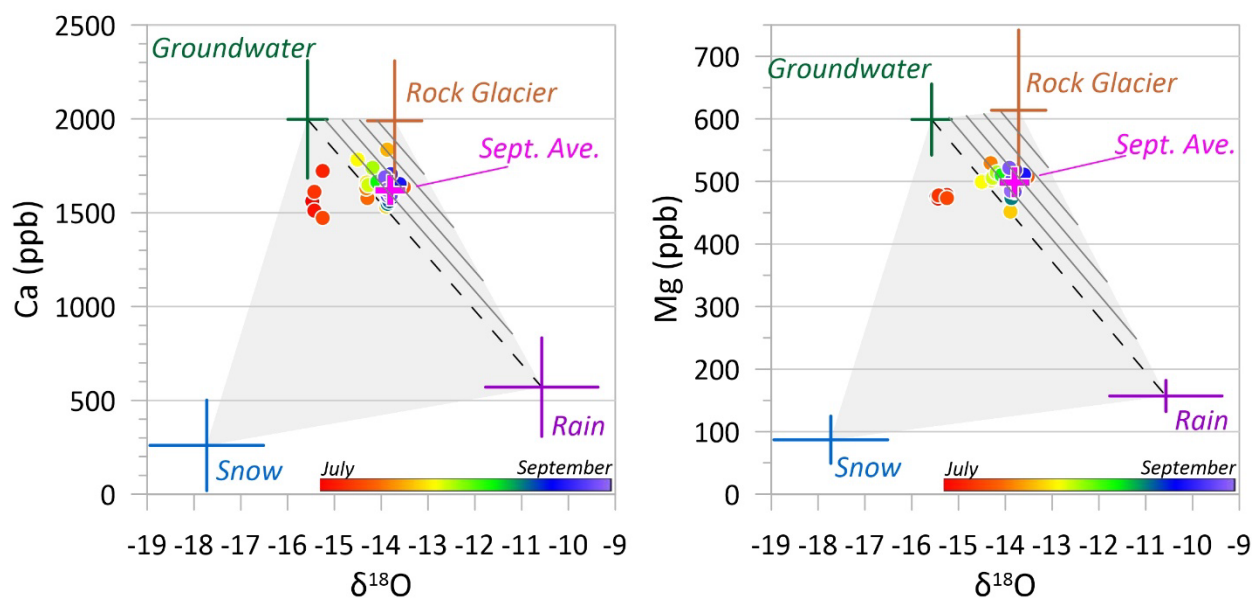 2500
2000
1500
1000
500
0
Ca (ppb)
Groundwater
Rock Glacier
Sept. Ave.
Rain
Snow
July
September
-19 -18 -17 -16 -15 -14 -13 -12 -11 -10 -9
δ¹⁸O
700
600
500
400
300
200
100
0
Mg (ppb)
Groundwater
Rock Glacier
Sept. Ave.
Rain
Snow
July
September
-19 -18 -17 -16 -15 -14 -13 -12 -11 -10 -9
δ¹⁸O